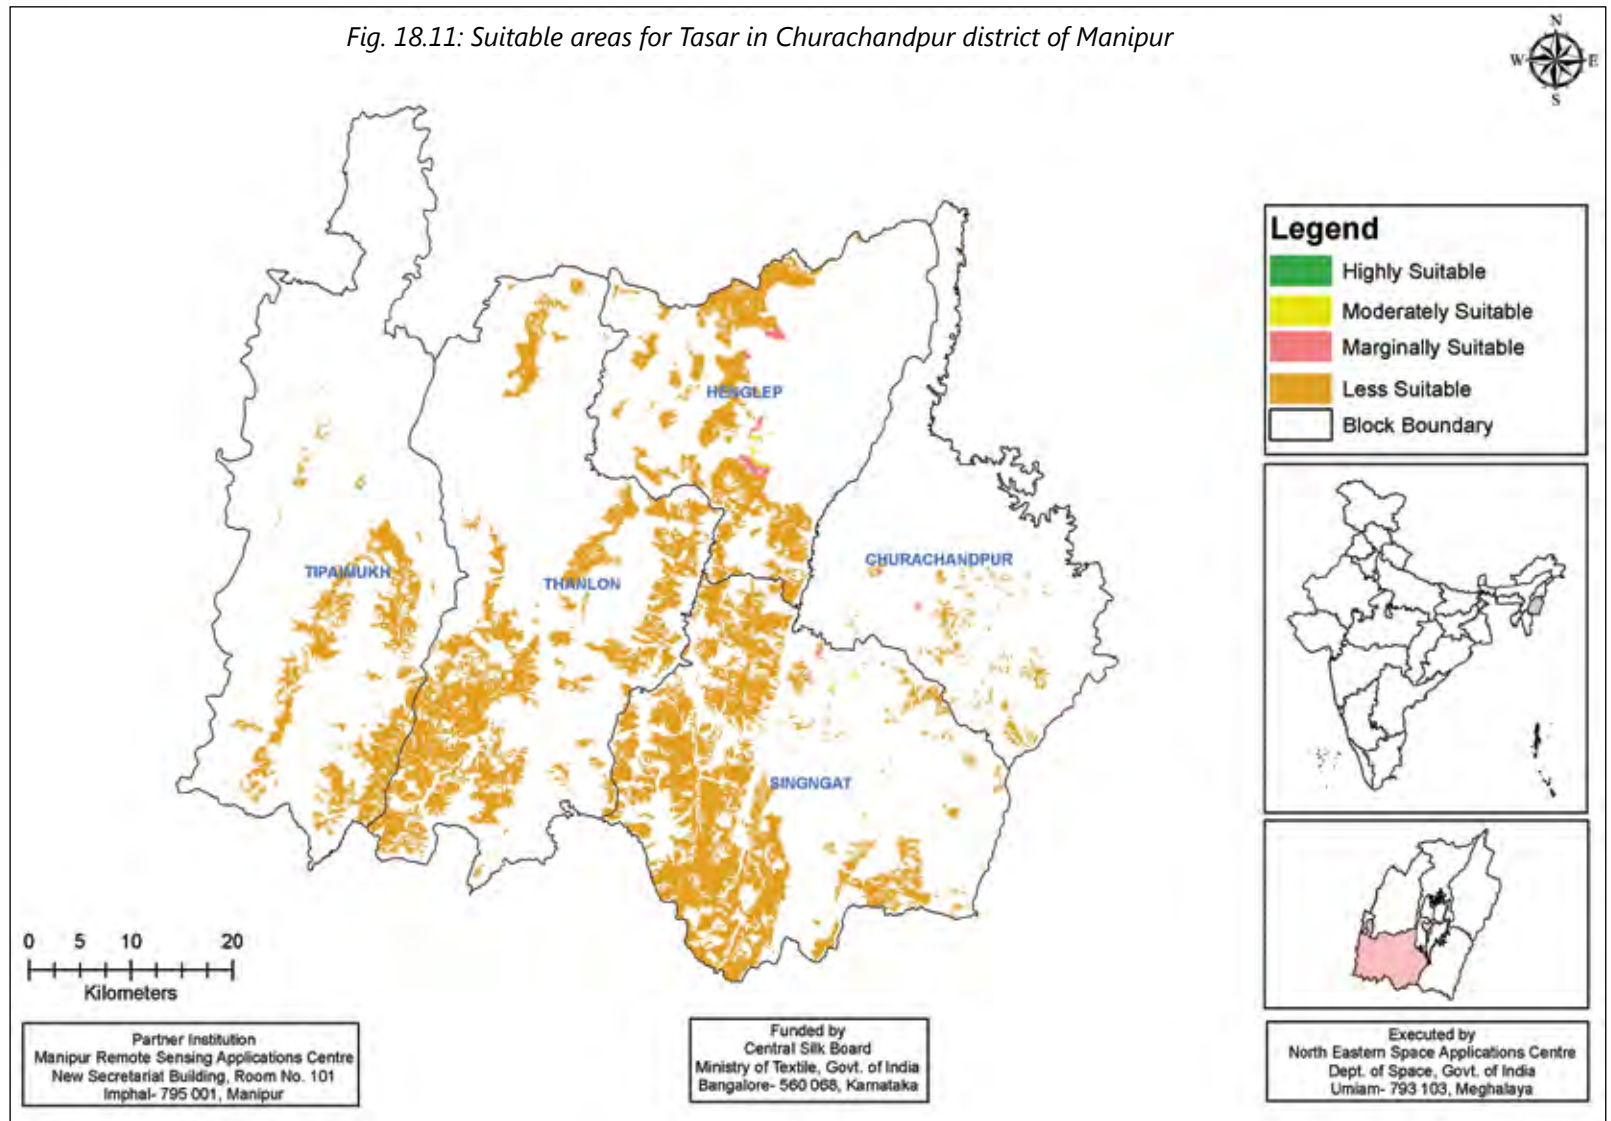 Fig. 18.11: Suitable areas for Tasar in Churachandpur district of Manipur
N
W E
S
Legend
Highly Suitable
Moderately Suitable
Marginally Suitable
Less Suitable
Block Boundary
HENGLEP
CHURACHANDPUR
TIPAIMUKH
THANLON
SINGNGAT
0 5 10 20
Kilometers
Partner Institution
Manipur Remote Sensing Applications Centre
New Secretariat Building, Room No. 101
Imphal- 795 001, Manipur
Funded by
Central Silk Board
Ministry of Textile, Govt. of India
Bangalore- 560 068, Karnataka
Executed by
North Eastern Space Applications Centre
Dept. of Space, Govt. of India
Umiam- 793 103, Meghalaya